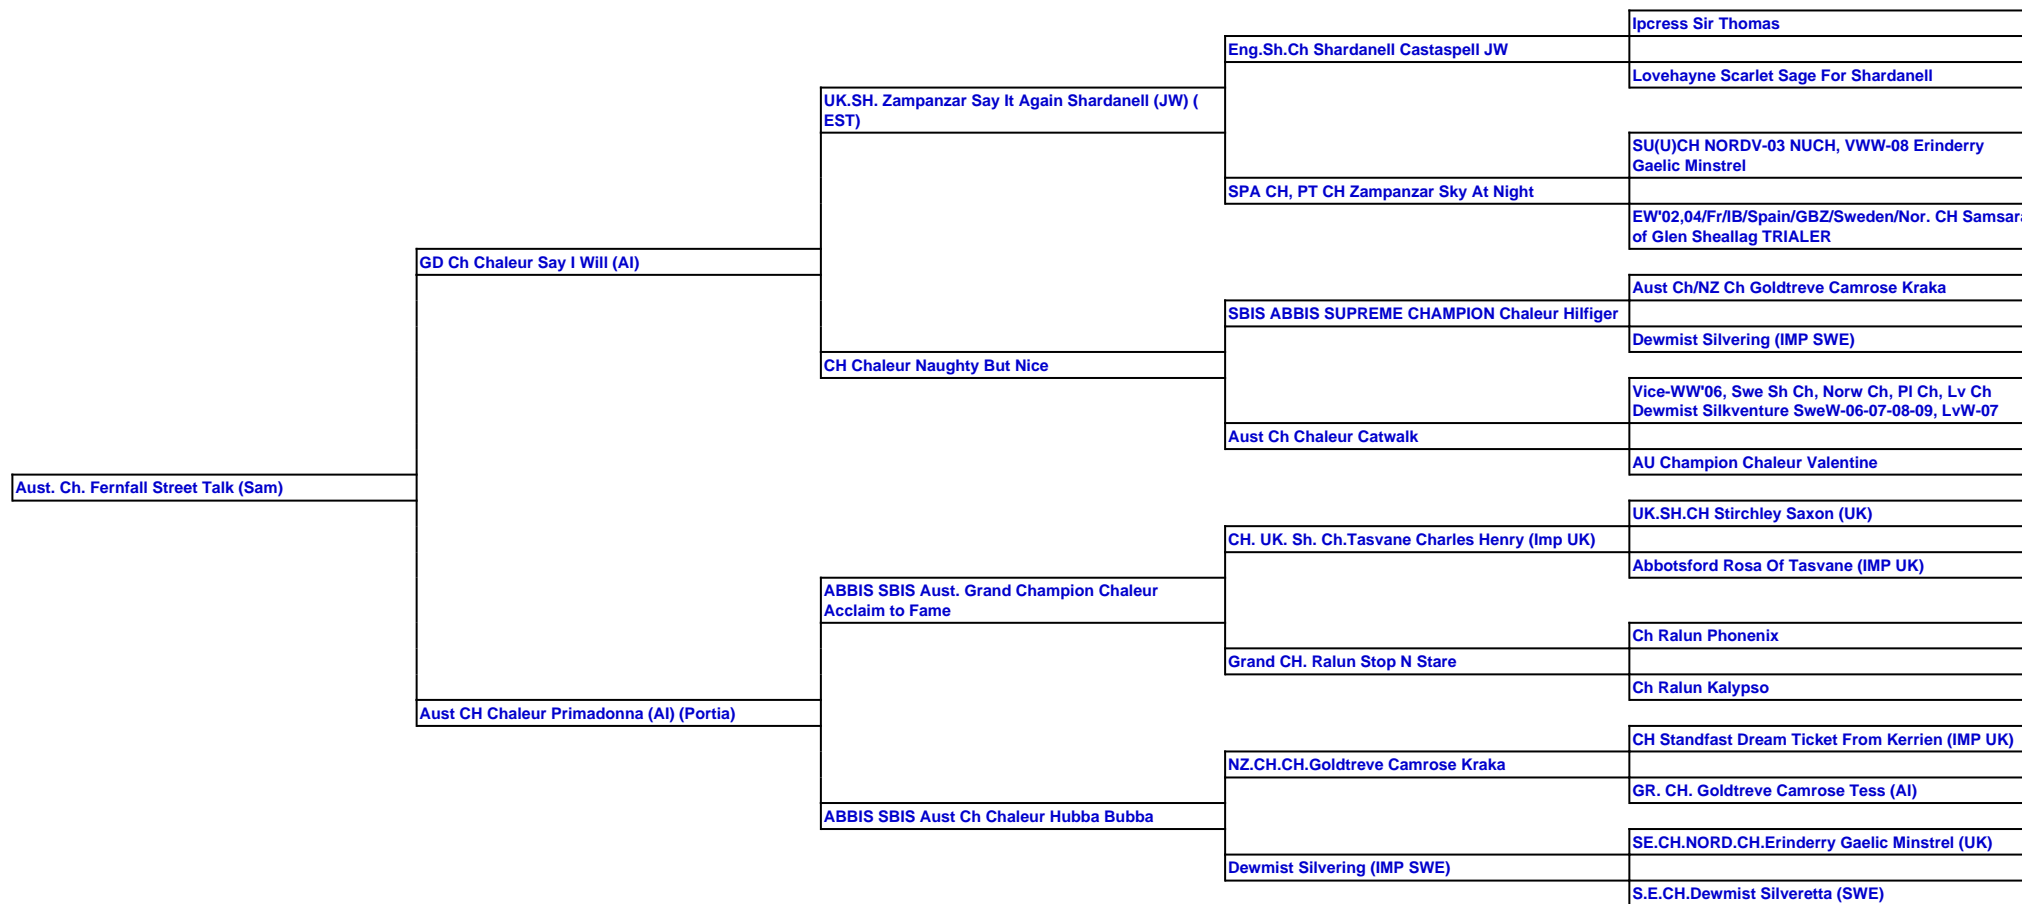 Ipcress Sir Thomas
Eng.Sh.Ch Shardanell Castaspell JW
Lovehayne Scarlet Sage For Shardanell
UK.SH. Zampanzar Say It Again Shardanell (JW) (
EST)
SU(U)CH NORDV-03 NUCH, VWW-08 Erinderry
Gaelic Minstrel
SPA CH, PT CH Zampanzar Sky At Night
EW'02,04/Fr/IB/Spain/GBZ/Sweden/Nor. CH Samsara
of Glen Sheallag TRIALER
GD Ch Chaleur Say I Will (AI)
Aust Ch/NZ Ch Goldtreve Camrose Kraka
SBIS ABBIS SUPREME CHAMPION Chaleur Hilfiger
Dewmist Silvering (IMP SWE)
CH Chaleur Naughty But Nice
Vice-WW'06, Swe Sh Ch, Norw Ch, Pl Ch, Lv Ch
Dewmist Silkventure SweW-06-07-08-09, LvW-07
Aust Ch Chaleur Catwalk
AU Champion Chaleur Valentine
Aust. Ch. Fernfall Street Talk (Sam)
UK.SH.CH Stirchley Saxon (UK)
CH. UK. Sh. Ch.Tasvane Charles Henry (Imp UK)
Abbotsford Rosa Of Tasvane (IMP UK)
ABBIS SBIS Aust. Grand Champion Chaleur
Acclaim to Fame
Ch Ralun Phonenix
Grand CH. Ralun Stop N Stare
Ch Ralun Kalypso
Aust CH Chaleur Primadonna (AI) (Portia)
CH Standfast Dream Ticket From Kerrien (IMP UK)
NZ.CH.CH.Goldtreve Camrose Kraka
GR. CH. Goldtreve Camrose Tess (AI)
ABBIS SBIS Aust Ch Chaleur Hubba Bubba
SE.CH.NORD.CH.Erinderry Gaelic Minstrel (UK)
Dewmist Silvering (IMP SWE)
S.E.CH.Dewmist Silveretta (SWE)